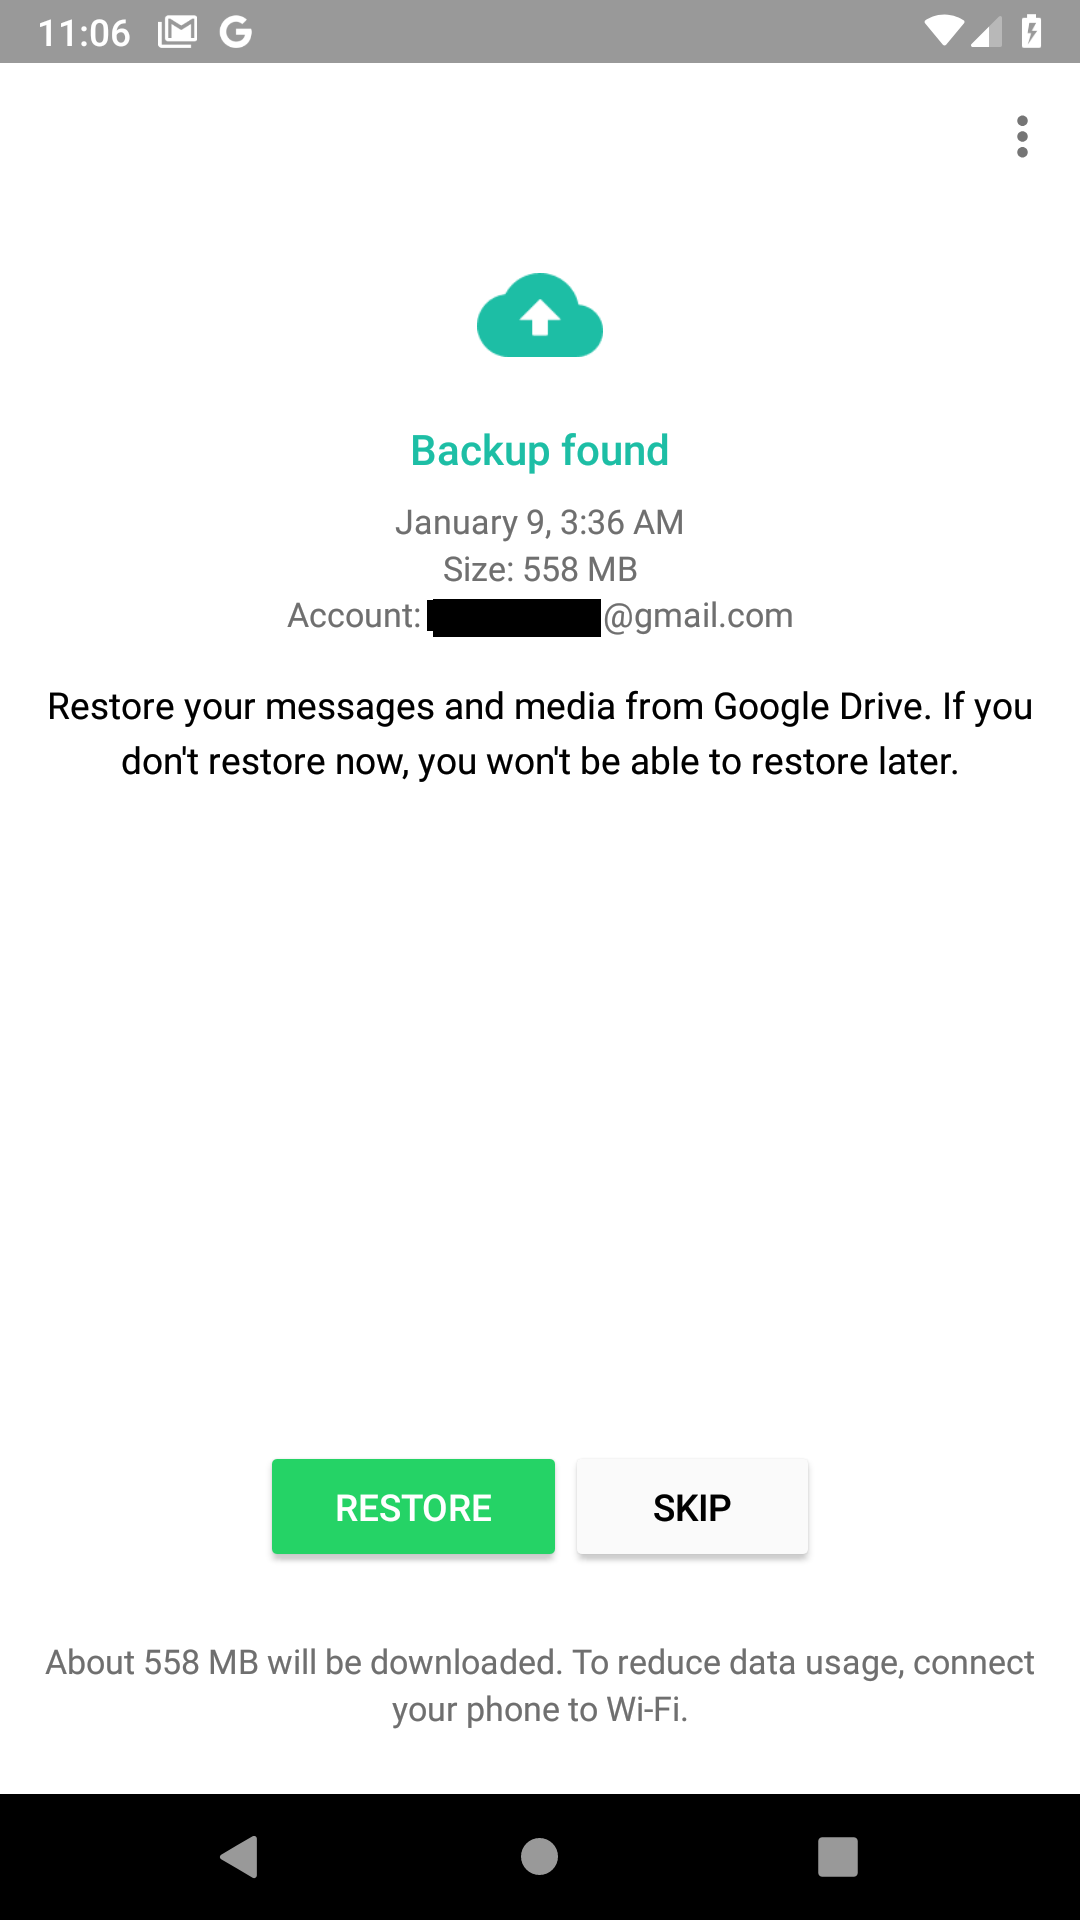 11:06
Backup found
January 9, 3:36 AM
Size: 558 MB
Account: @gmail.com
Restore your messages and media from Google Drive. If you
don't restore now, you won't be able to restore later.
RESTORE
SKIP
About 558 MB will be downloaded. To reduce data usage, connect
your phone to Wi-Fi.